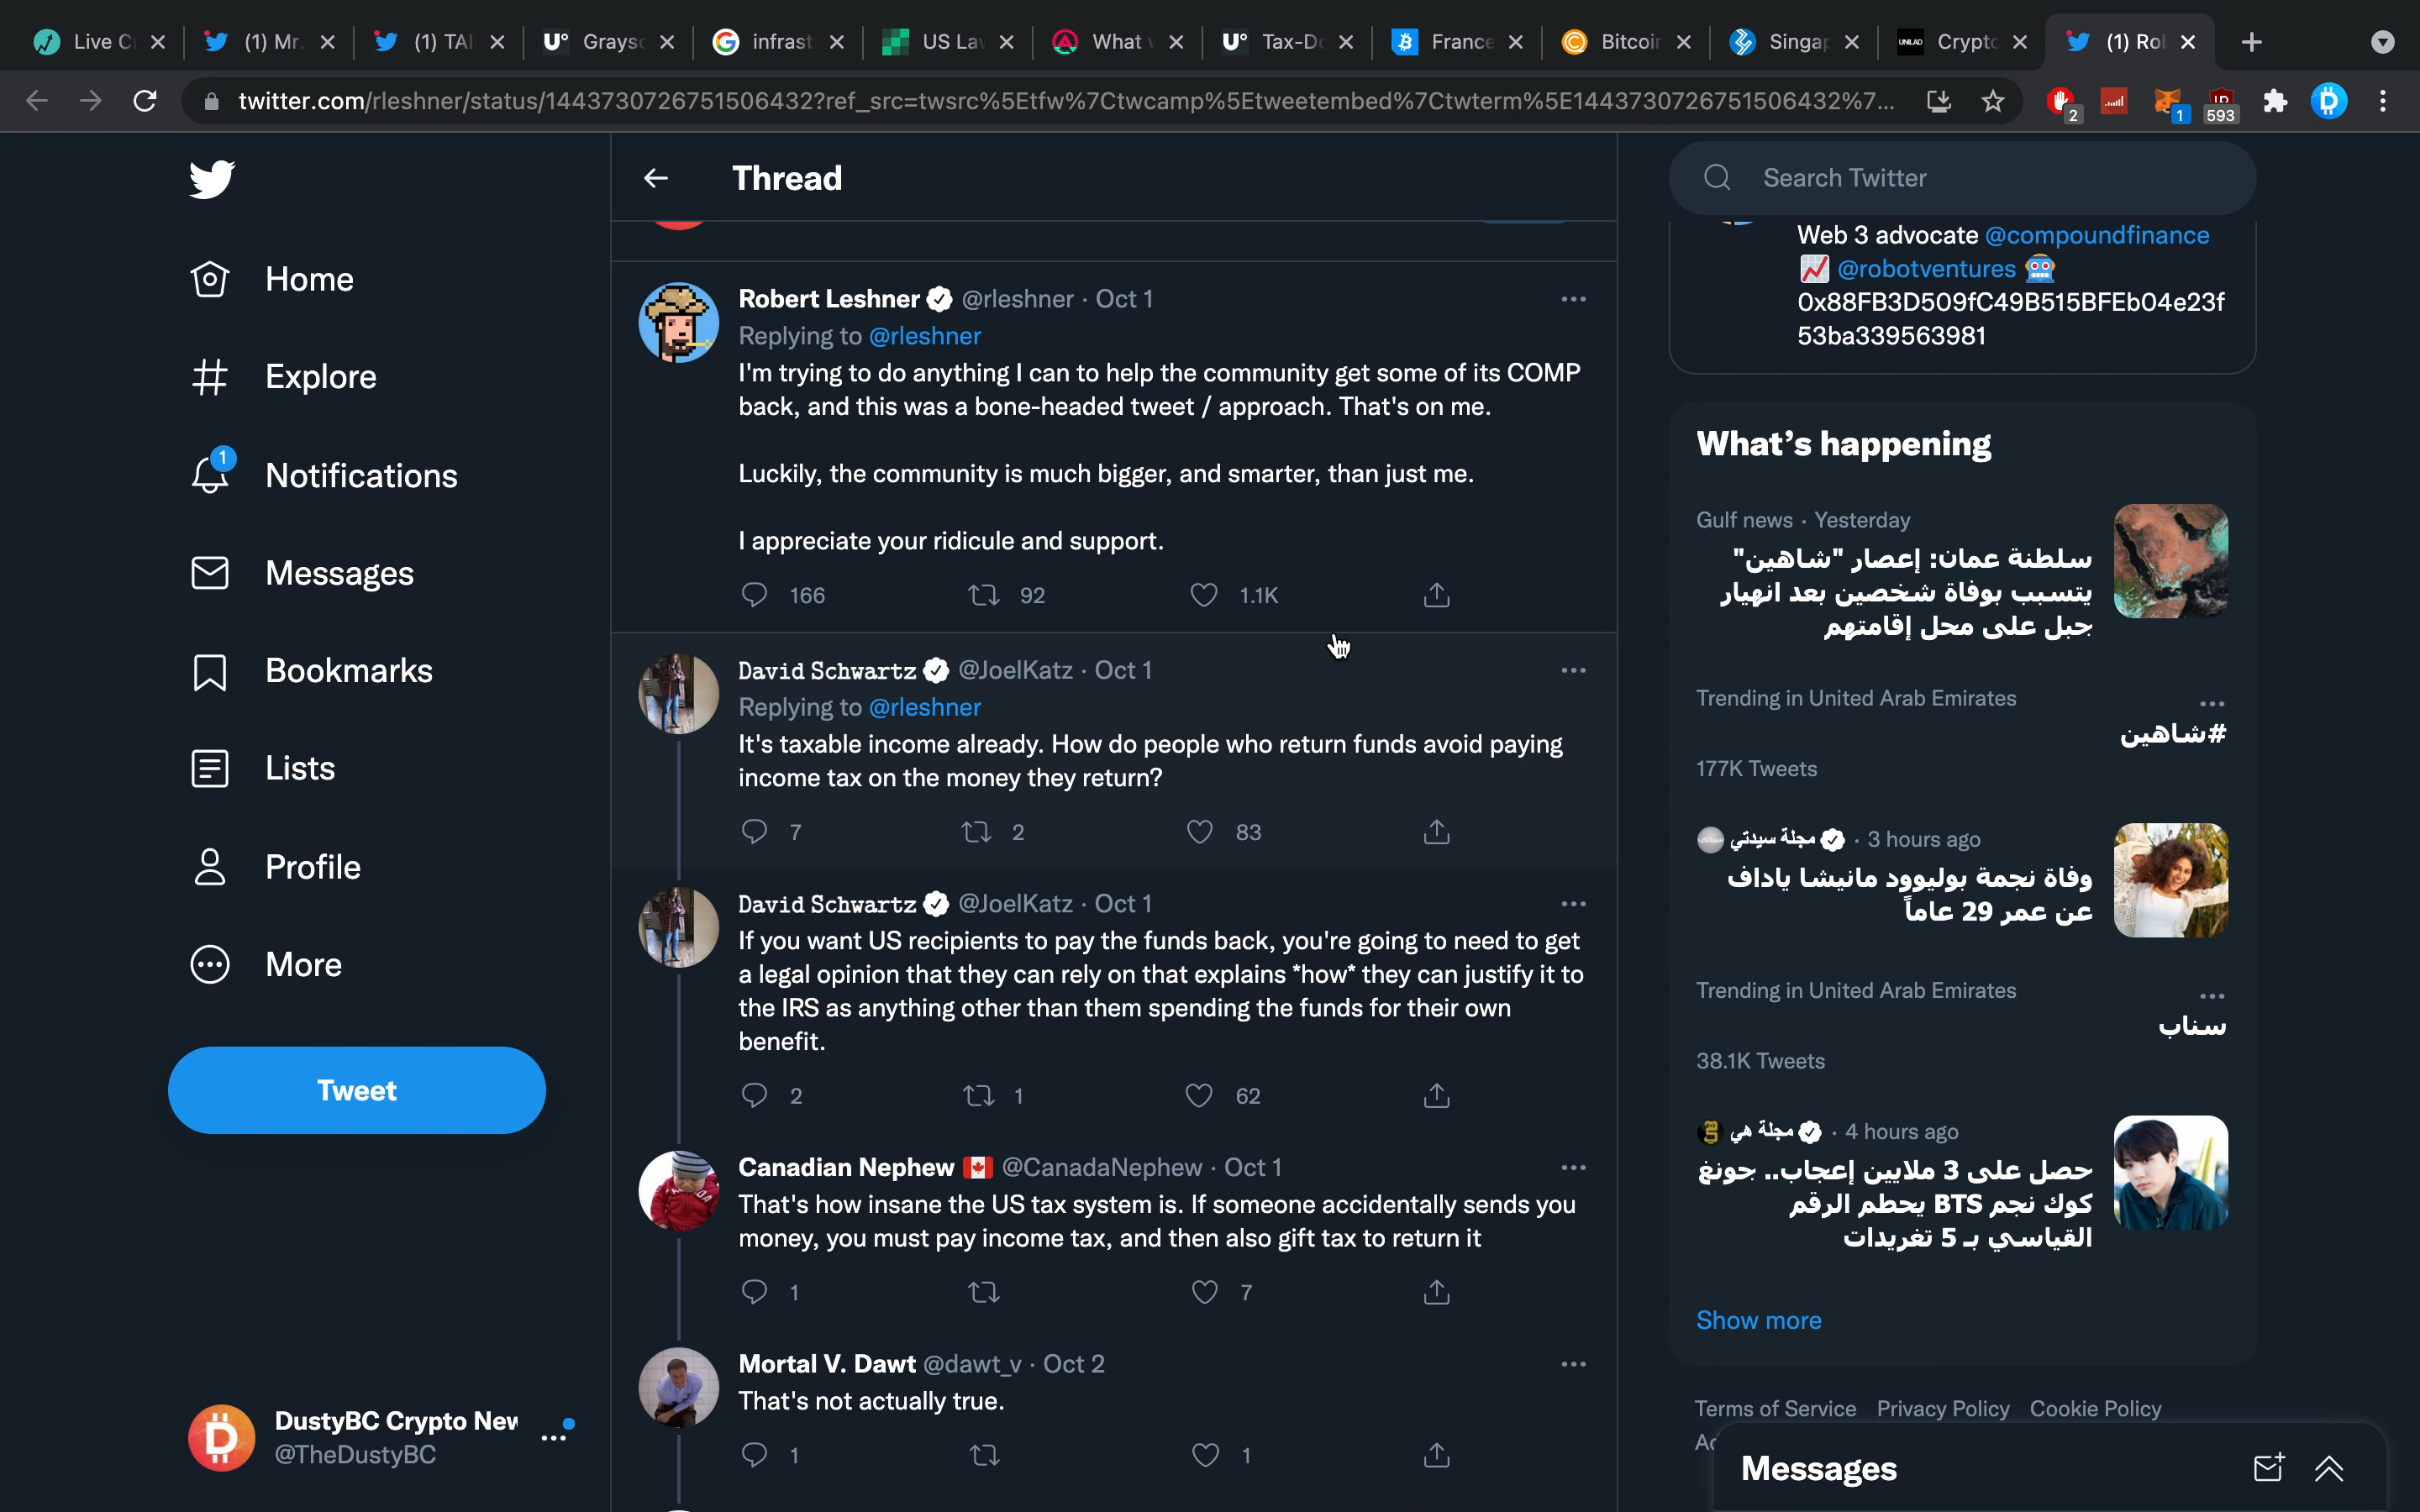 Live C
(1) Mr.
(1) TAI
Graysc
infrast
US La
What
Tax-D
France
Bitcoin
Singap
UNILAD
Crypto
(1) Rol
twitter.com/rleshner/status/1443730726751506432?ref_src=twsrc%5Etfw%7Ctwcamp%5Etweetembed%7Ctwterm%5E1443730726751506432%7...
2
1
593
Home
Explore
1
Notifications
Messages
Bookmarks
Lists
Profile
More
Tweet
DustyBC Crypto New
@TheDustyBC
Thread
Robert Leshner @rleshner · Oct 1
Replying to @rleshner
I'm trying to do anything I can to help the community get some of its COMP
back, and this was a bone-headed tweet / approach. That's on me.
Luckily, the community is much bigger, and smarter, than just me.
I appreciate your ridicule and support.
166 92 1.1K
David Schwartz @JoelKatz · Oct 1
Replying to @rleshner
It's taxable income already. How do people who return funds avoid paying
income tax on the money they return?
7 2 83
David Schwartz @JoelKatz · Oct 1
If you want US recipients to pay the funds back, you're going to need to get
a legal opinion that they can rely on that explains *how* they can justify it to
the IRS as anything other than them spending the funds for their own
benefit.
2 1 62
Canadian Nephew @CanadaNephew · Oct 1
That's how insane the US tax system is. If someone accidentally sends you
money, you must pay income tax, and then also gift tax to return it
1 7
Mortal V. Dawt @dawt_v · Oct 2
That's not actually true.
1 1
Search Twitter
Web 3 advocate @compoundfinance
@robotventures
0x88FB3D509fC49B515BFEb04e23f
53ba339563981
What's happening
Gulf news · Yesterday
سلطنة عمان: إعصار "شاهين"
يتسبب بوفاة شخصين بعد انهيار
جبل على محل إقامتهم
Trending in United Arab Emirates
#شاهين
177K Tweets
مجلة سيدتي · 3 hours ago
وفاة نجمة بوليوود مانيشا ياداف
عن عمر 29 عاماً
Trending in United Arab Emirates
سناب
38.1K Tweets
مجلة هي · 4 hours ago
حصل على 3 ملايين إعجاب.. جونغ
كوك نجم BTS يحطم الرقم
القياسي بـ 5 تغريدات
Show more
Terms of Service Privacy Policy Cookie Policy
Messages